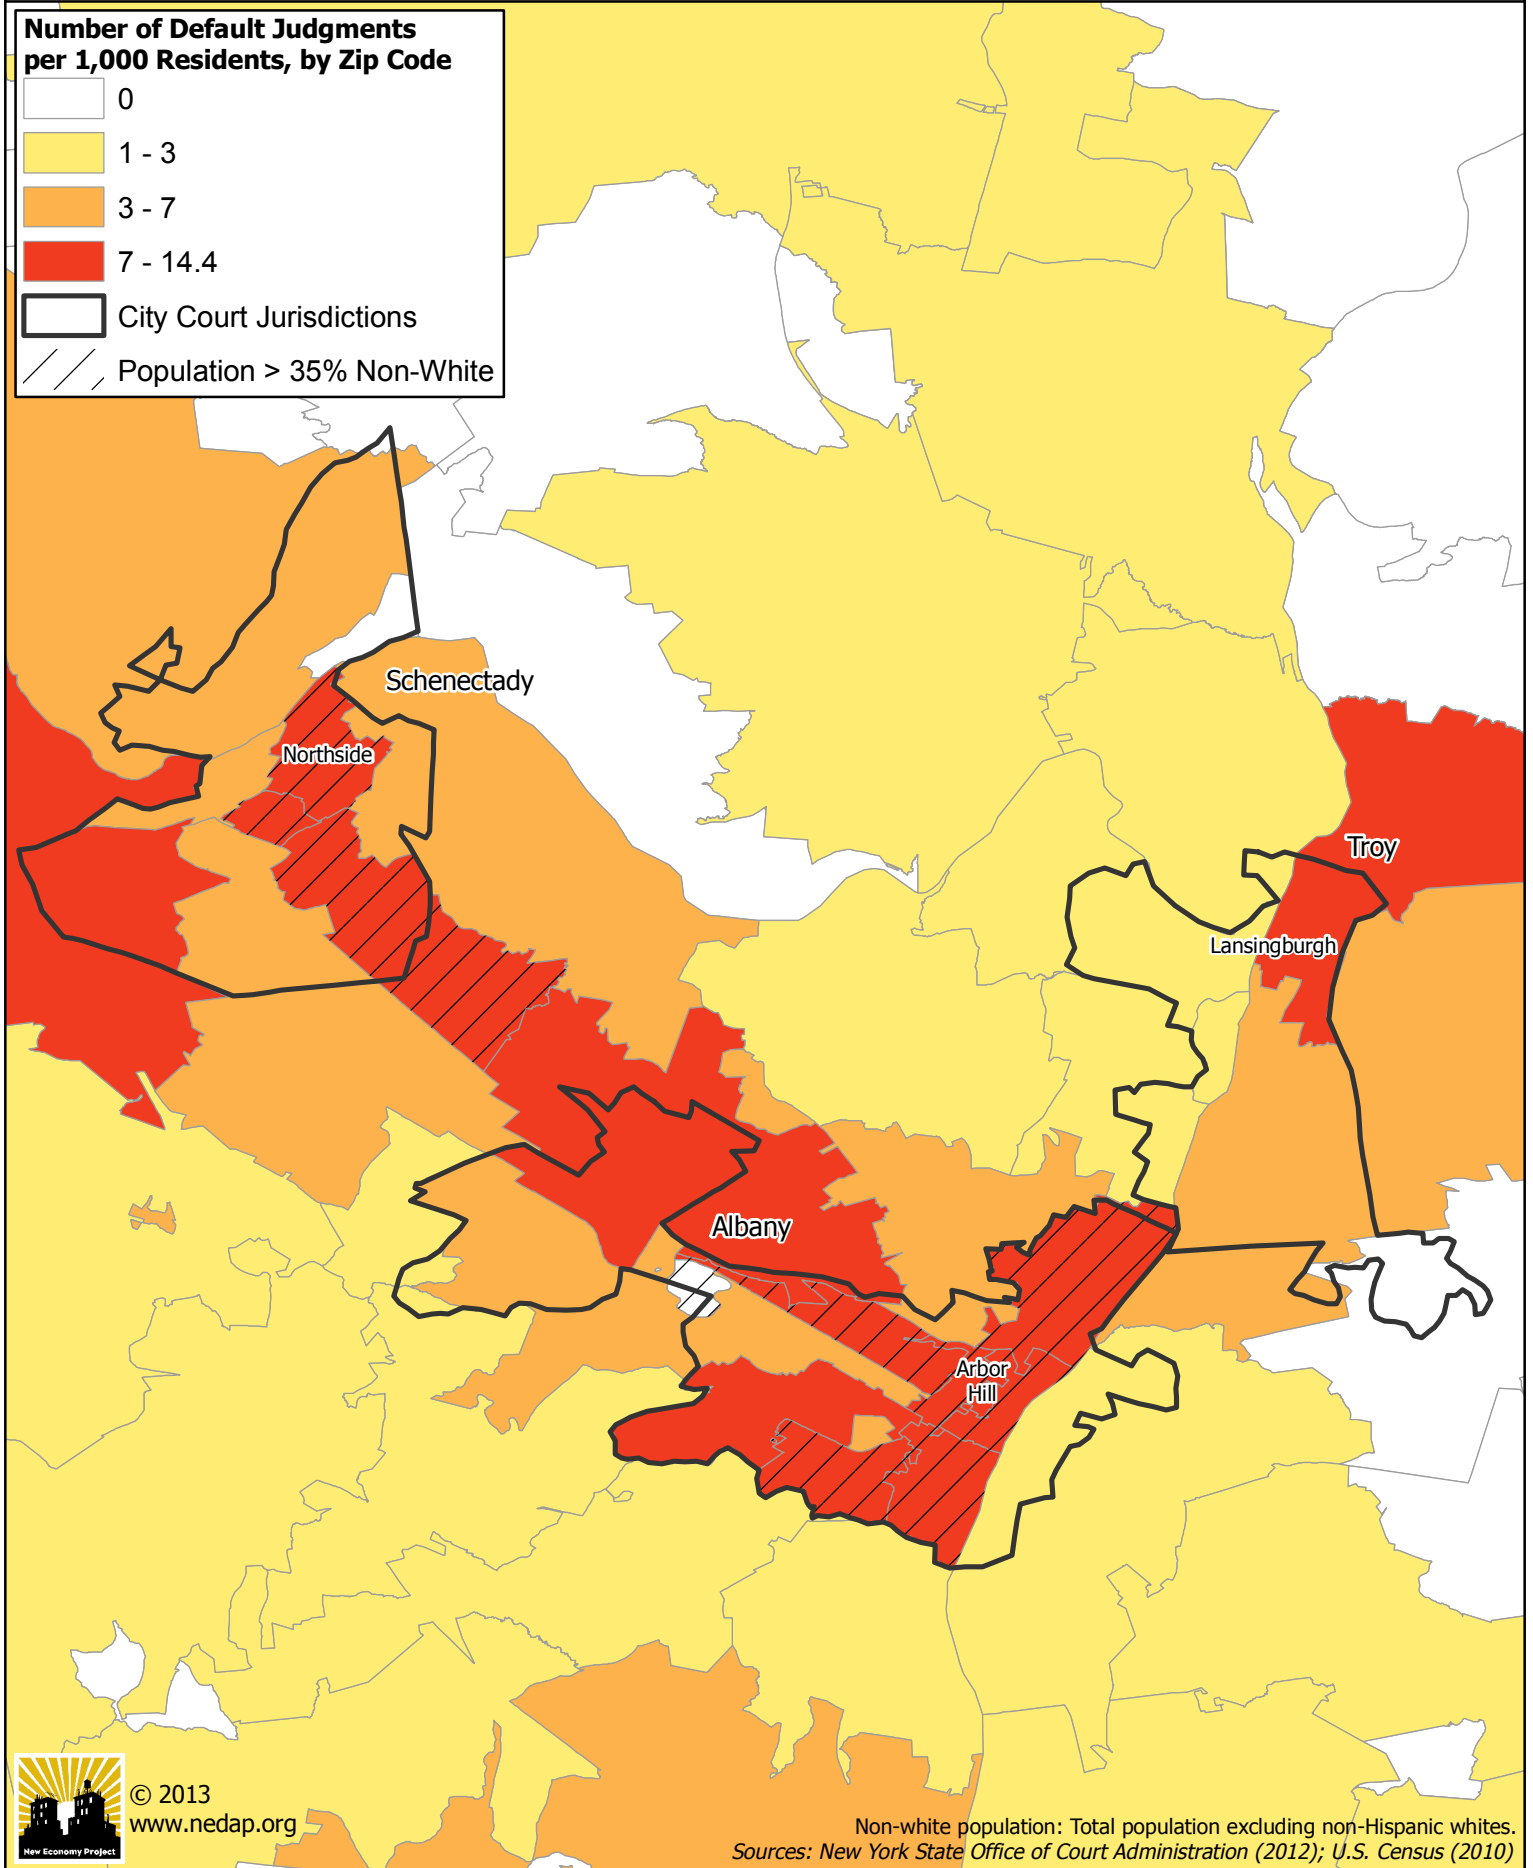 Number of Default Judgments
per 1,000 Residents, by Zip Code
0
1 - 3
3 - 7
7 - 14.4
City Court Jurisdictions
Population > 35% Non-White
Schenectady
Northside
Troy
Lansingburgh
Albany
Arbor
Hill
© 2013
www.nedap.org
New Economy Project
Non-white population: Total population excluding non-Hispanic whites.
Sources: New York State Office of Court Administration (2012); U.S. Census (2010)